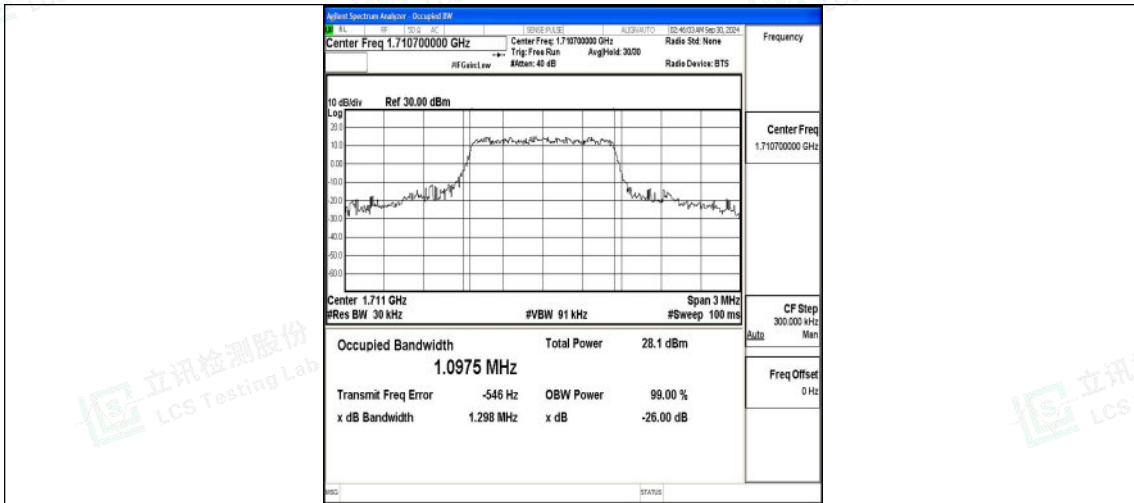 Agilent Spectrum Analyzer - Occupied BW
RL RF 50 Ω AC SENSE:PULSE ALIGNAUTO 02:46:03 AM Sep 30, 2024
Center Freq 1.710700000 GHz
Center Freq: 1.710700000 GHz Radio Std: None
Trig: Free Run Avg|Hold: 30/30
#IFGain:Low #Atten: 40 dB Radio Device: BTS
10 dB/div Ref 30.00 dBm
Log
20.0
10.0
0.00
-10.0
-20.0
-30.0
-40.0
-50.0
-60.0
Center 1.711 GHz Span 3 MHz
#Res BW 30 kHz #VBW 91 kHz #Sweep 100 ms
Occupied Bandwidth Total Power 28.1 dBm
1.0975 MHz
Transmit Freq Error -546 Hz OBW Power 99.00 %
x dB Bandwidth 1.298 MHz x dB -26.00 dB
MSG STATUS
Frequency
Center Freq
1.710700000 GHz
CF Step
300.000 kHz
Auto Man
Freq Offset
0 Hz
立讯检测股份
LCS Testing Lab
立讯
LCS